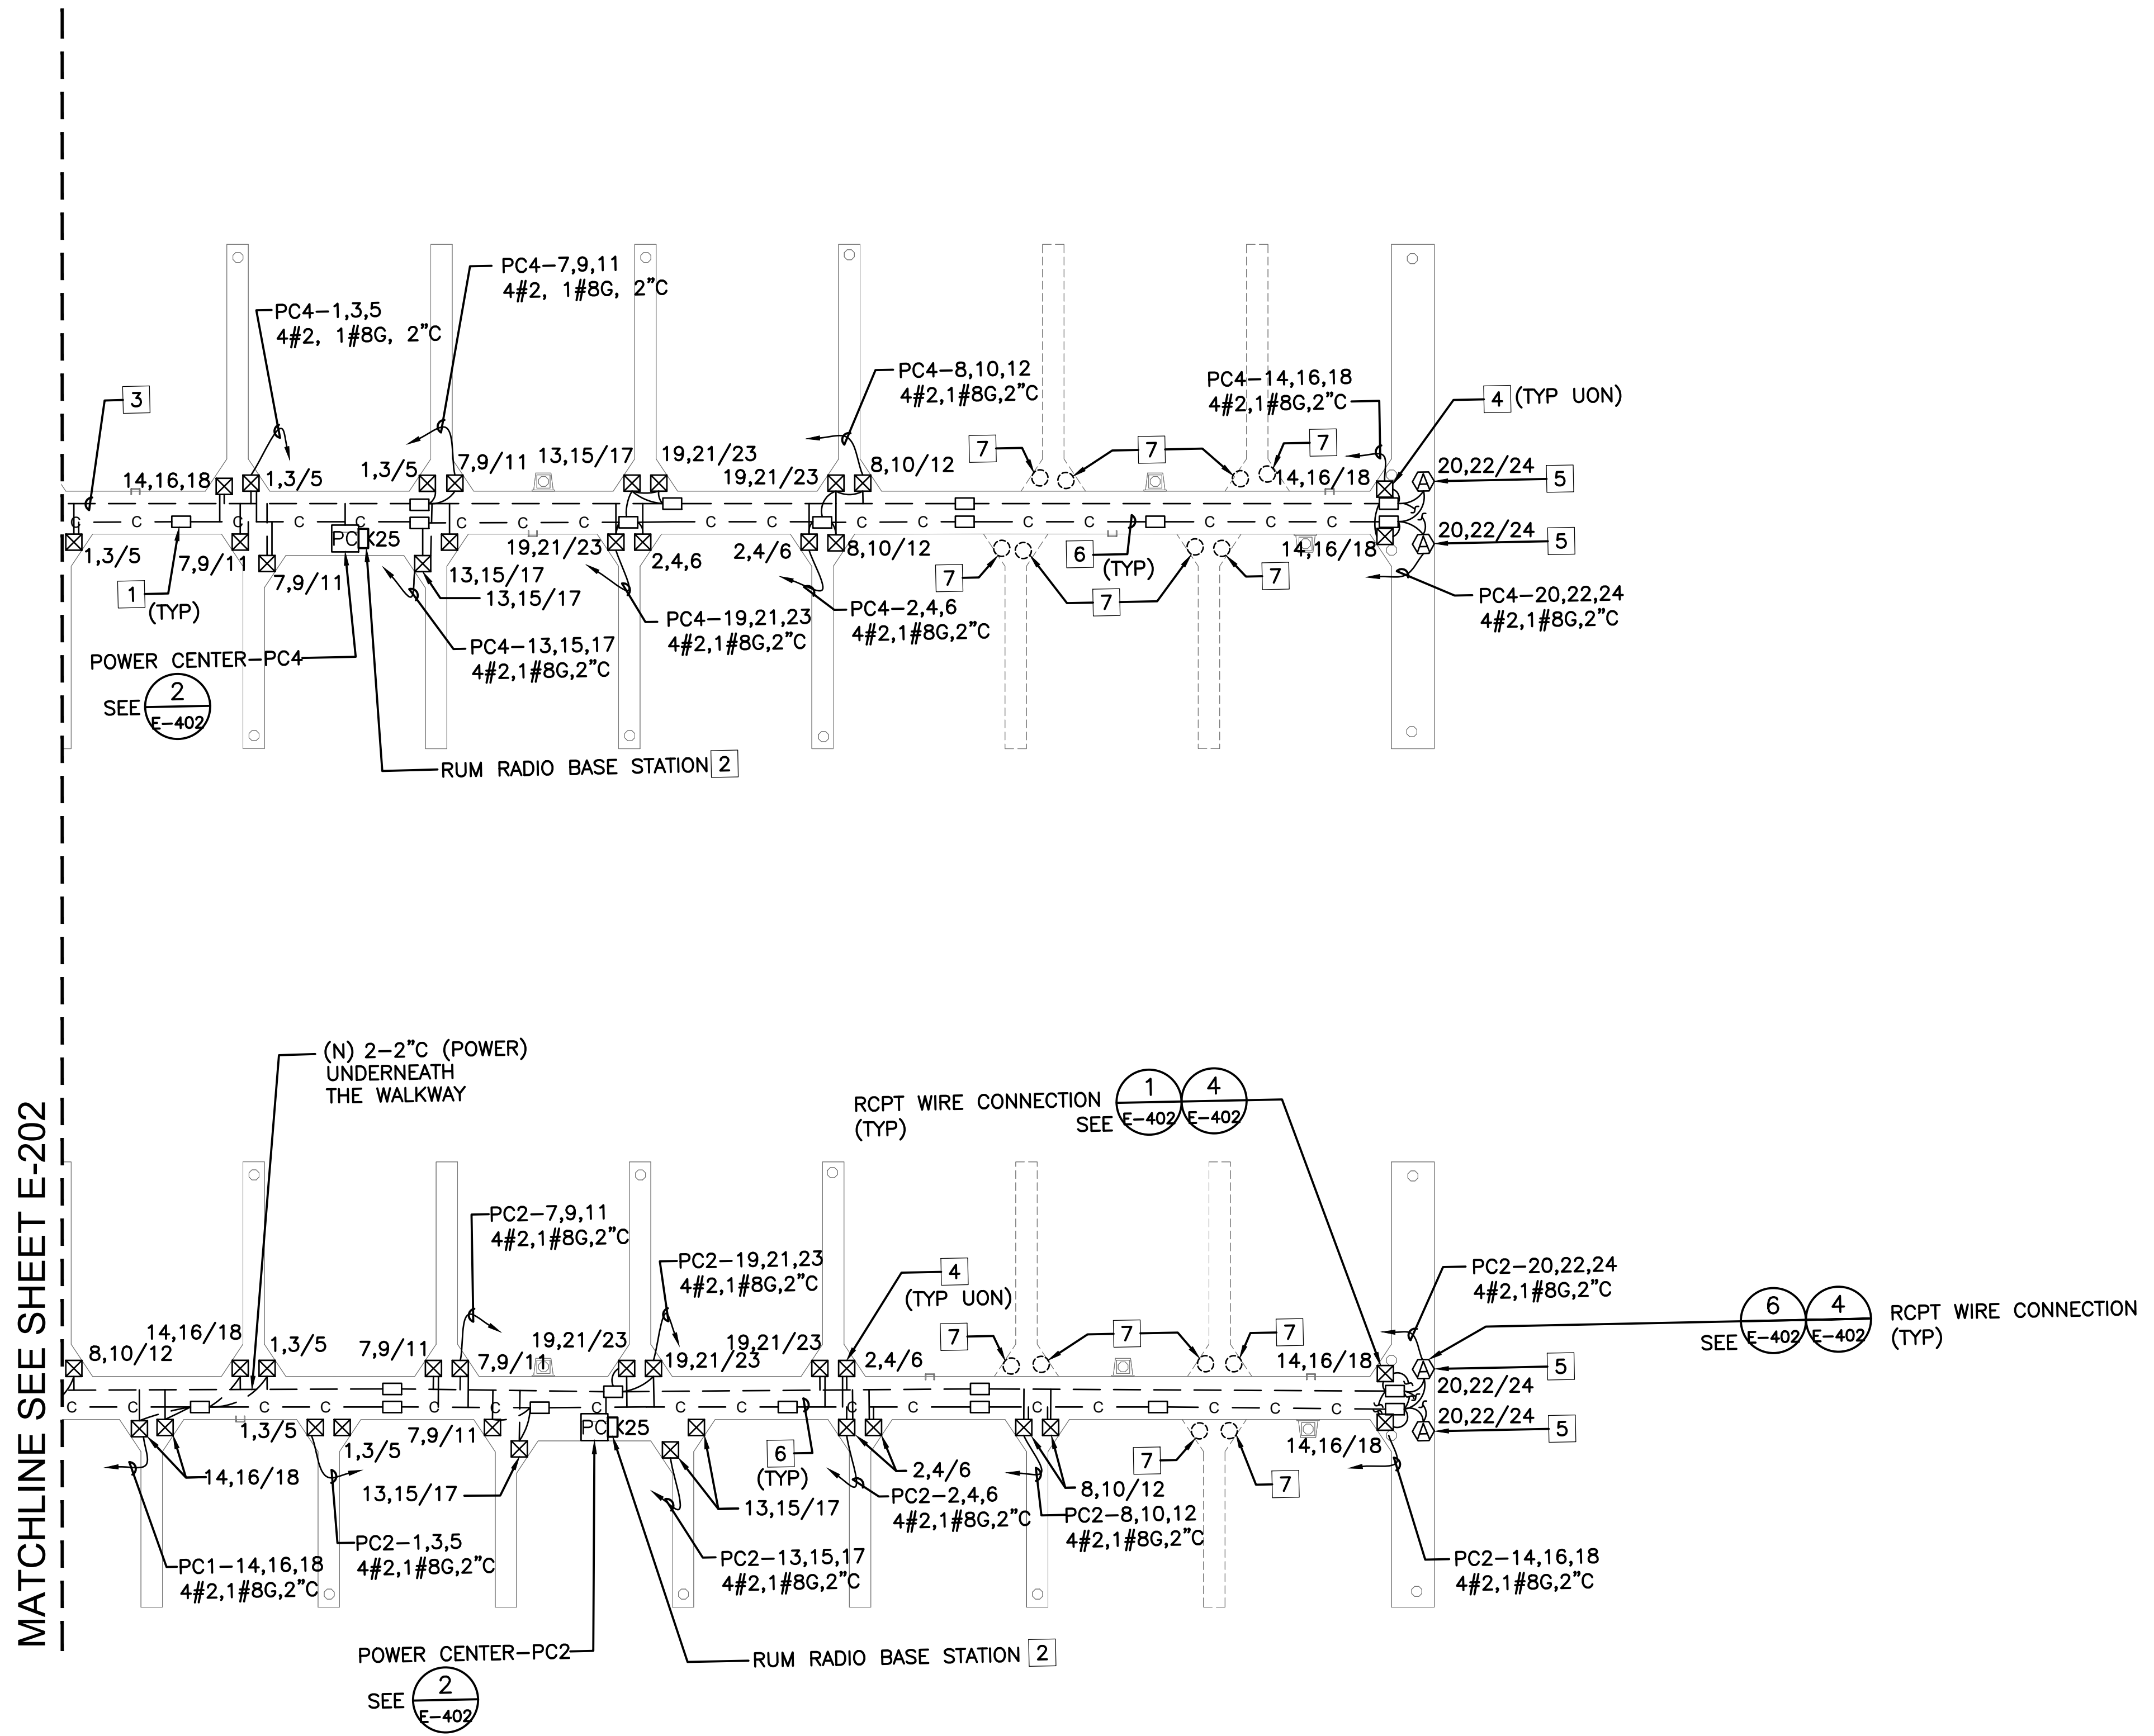 PC4-7,9,11
4#2, 1#8G, 2"C
PC4-1,3,5
4#2, 1#8G, 2"C
PC4-8,10,12
4#2,1#8G,2"C
PC4-14,16,18
4#2,1#8G,2"C
4 (TYP UON)
3
7
7
7
14,16,18
1,3/5
1,3/5
7,9/11
13,15/17
19,21/23
19,21/23
8,10/12
14,16/18
20,22/24
5
C C C C C C C C C C C C C C C C C C
A
PC
K25
A
1,3/5
7,9/11
7,9/11
13,15/17
13,15/17
19,21/23
2,4,6
2,4/6
8,10/12
14,16/18
20,22/24
5
1
(TYP)
7
7
7
6
(TYP)
PC4-19,21,23
4#2,1#8G,2"C
PC4-2,4,6
4#2,1#8G,2"C
PC4-20,22,24
4#2,1#8G,2"C
PC4-13,15,17
4#2,1#8G,2"C
POWER CENTER-PC4
SEE
2
E-402
RUM RADIO BASE STATION 2
MATCHLINE SEE SHEET E-202
(N) 2-2"C (POWER)
UNDERNEATH
THE WALKWAY
RCPT WIRE CONNECTION
(TYP)
SEE
1
E-402
4
E-402
PC2-7,9,11
4#2,1#8G,2"C
PC2-19,21,23
4#2,1#8G,2"C
4
(TYP UON)
PC2-20,22,24
4#2,1#8G,2"C
SEE
6
E-402
4
E-402
RCPT WIRE CONNECTION
(TYP)
7
7
7
8,10/12
14,16/18
1,3/5
7,9/11
7,9/11
19,21/23
19,21/23
19,21/23
2,4/6
14,16/18
A
5
20,22/24
C C C C C C C C C C C C C C C C
20,22/24
A
5
PC
K25
1,3/5
1,3/5
7,9/11
14,16/18
13,15/17
6
(TYP)
13,15/17
2,4/6
8,10/12
14,16/18
7
7
PC2-2,4,6
4#2,1#8G,2"C
PC2-8,10,12
4#2,1#8G,2"C
PC1-14,16,18
4#2,1#8G,2"C
PC2-1,3,5
4#2,1#8G,2"C
PC2-13,15,17
4#2,1#8G,2"C
PC2-14,16,18
4#2,1#8G,2"C
POWER CENTER-PC2
SEE
2
E-402
RUM RADIO BASE STATION 2